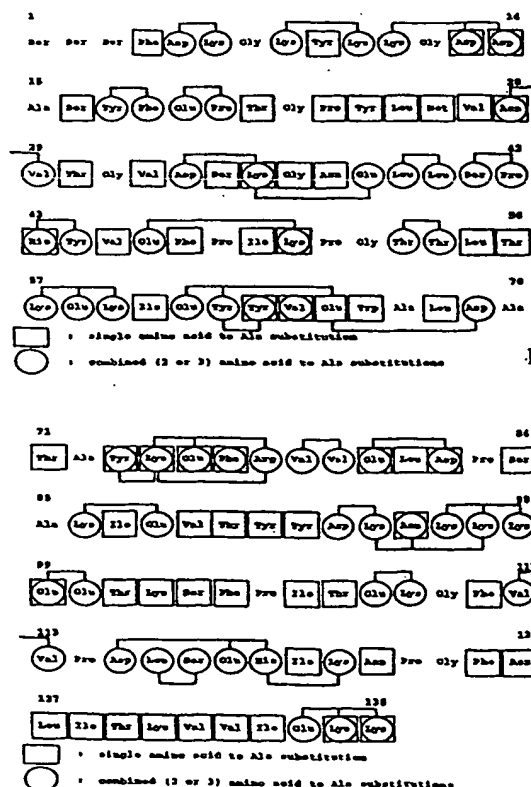 1 14
Ser Ser Ser Phe Asp Lys Gly Lys Tyr Lys Lys Gly Asp Asp
15 28
Ala Ser Tyr Phe Glu Pro Thr Gly Pro Tyr Leu Met Val Asn
29 42
Val Thr Gly Val Asp Ser Lys Gly Asn Glu Leu Leu Ser Pro
43 56
His Tyr Val Glu Phe Pro Ile Lys Pro Gly Thr Thr Leu Thr
57 70
Lys Glu Lys Ile Glu Tyr Tyr Val Glu Trp Ala Leu Asp Ala
: single amino acid to Ala substitution
: combined (2 or 3) amino acid to Ala substitutions
71 84
Thr Ala Tyr Lys Glu Phe Arg Val Val Glu Leu Asp Pro Ser
85 98
Ala Lys Ile Glu Val Thr Tyr Tyr Asp Lys Asn Lys Lys Lys
99 11
Glu Glu Thr Lys Ser Phe Pro Ile Thr Glu Lys Gly Phe Val
113 12
Val Pro Asp Leu Ser Glu His Ile Lys Asn Pro Gly Phe Asn
Leu Ile Thr Lys Val Val Ile Glu Lys Lys
: single amino acid to Ala substitution
: combined (2 or 3) amino acid to Ala substitutions